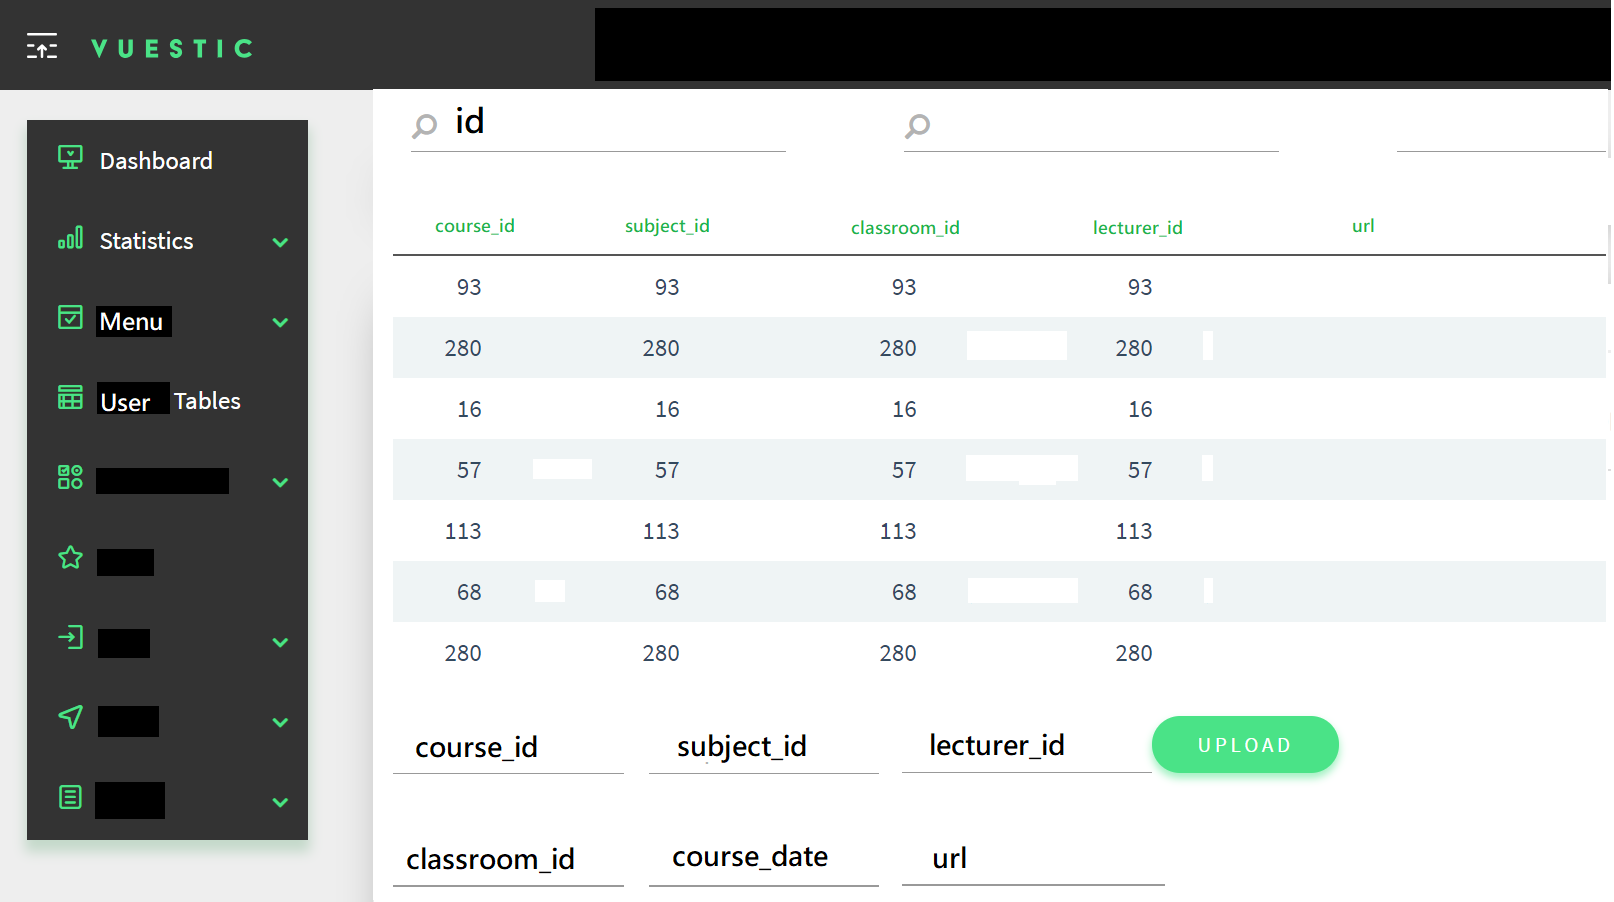 VUESTIC
id
Dashboard
Statistics
Menu
User Tables
course_id subject_id classroom_id lecturer_id url
93 93 93 93
280 280 280 280
16 16 16 16
57 57 57 57
113 113 113 113
68 68 68 68
280 280 280 280
course_id subject_id lecturer_id UPLOAD
classroom_id course_date url